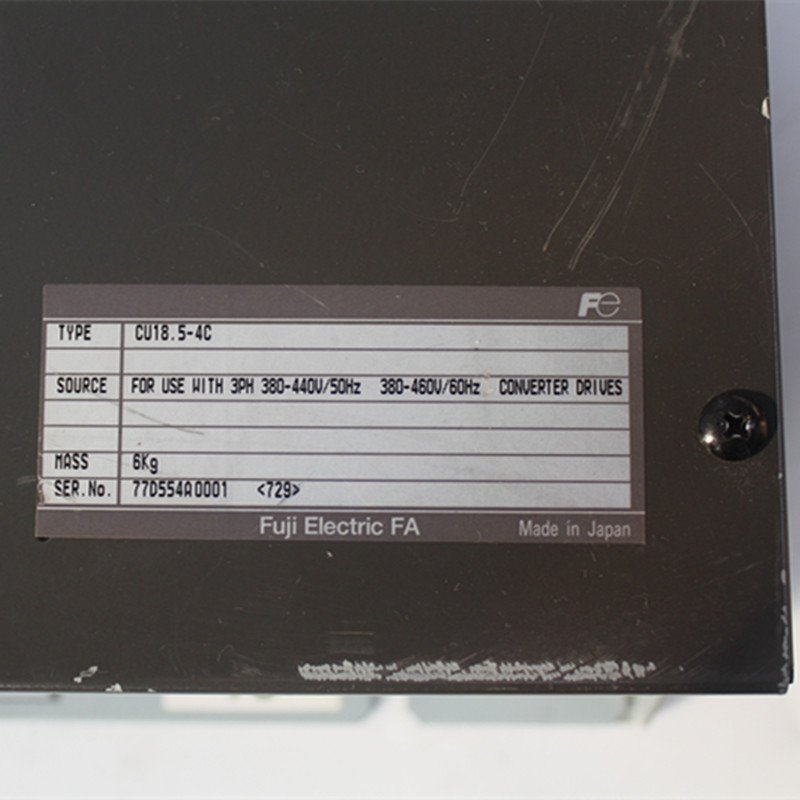 Fe
TYPE CU18.5-4C
SOURCE FOR USE WITH 3PH 380-440V/50Hz 380-460V/60Hz CONVERTER DRIVES
MASS 6Kg
SER.No. 77D554A0001 <729>
Fuji Electric FA Made in Japan